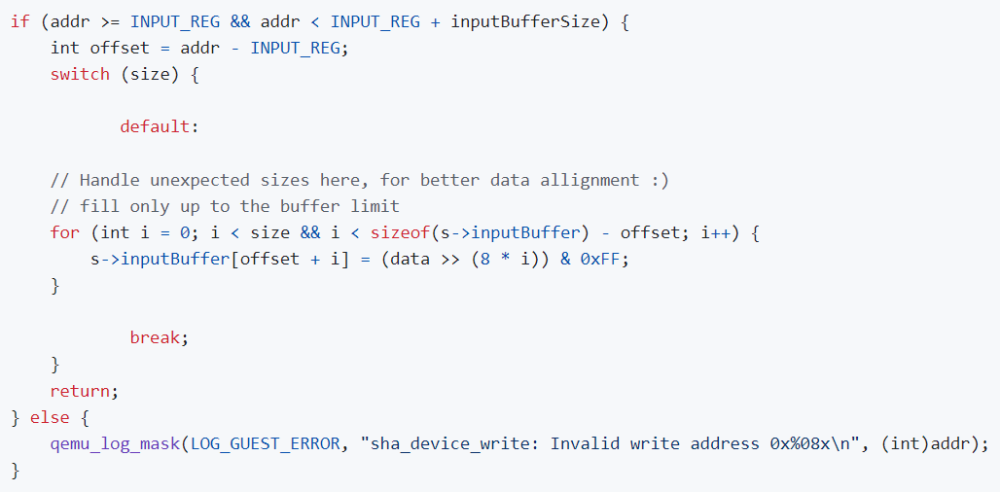 if (addr >= INPUT_REG && addr < INPUT_REG + inputBufferSize) {
    int offset = addr - INPUT_REG;
    switch (size) {
           default:
    // Handle unexpected sizes here, for better data allignment :)
    // fill only up to the buffer limit
    for (int i = 0; i < size && i < sizeof(s->inputBuffer) - offset; i++) {
        s->inputBuffer[offset + i] = (data >> (8 * i)) & 0xFF;
    }
            break;
    }
    return;
} else {
    qemu_log_mask(LOG_GUEST_ERROR, "sha_device_write: Invalid write address 0x%08x\n", (int)addr);
}